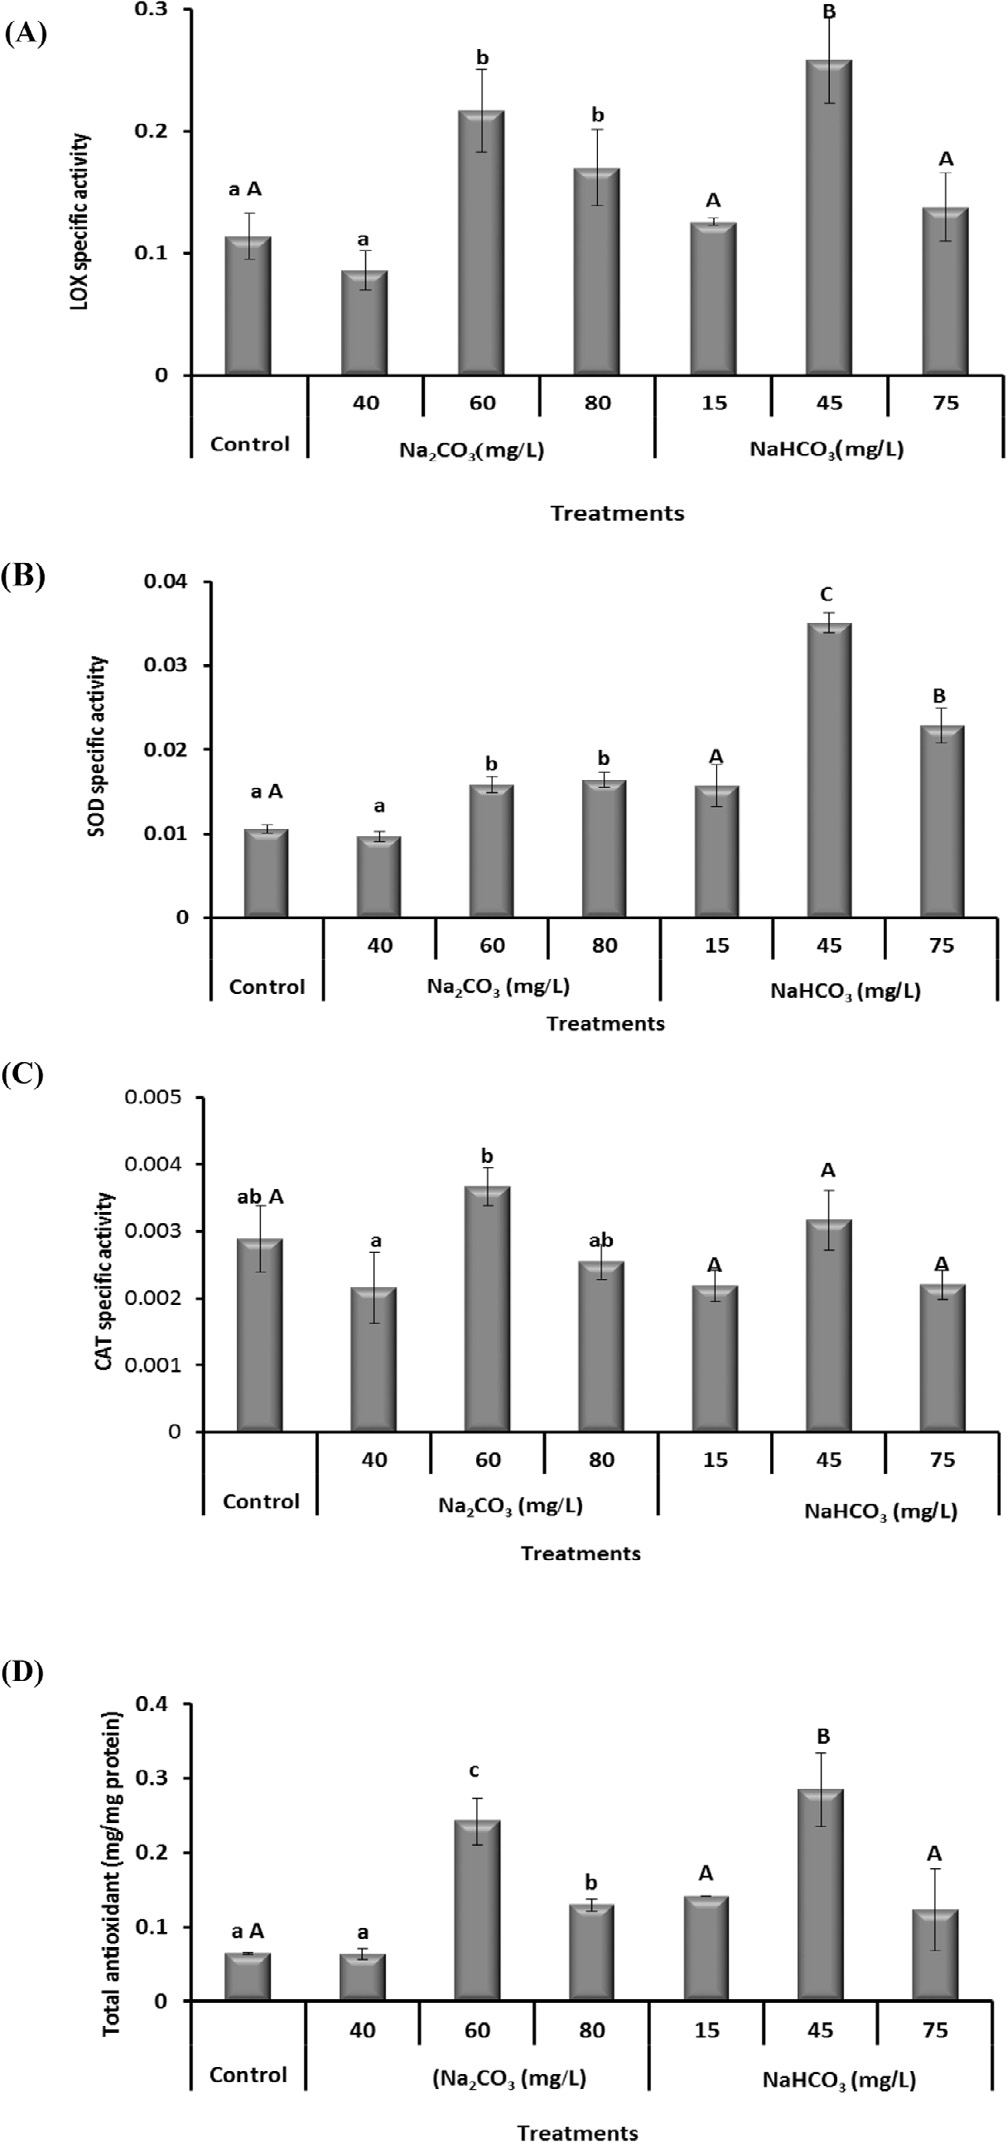 (A)
LOX specific activity
0.3
0.2
0.1
0
a A
a
b
b
A
B
A
40 60 80 15 45 75
Control Na₂CO₃(mg/L) NaHCO₃(mg/L)
Treatments
(B)
SOD specific activity
0.04
0.03
0.02
0.01
0
a A
a
b
b
A
C
B
40 60 80 15 45 75
Control Na₂CO₃ (mg/L) NaHCO₃ (mg/L)
Treatments
(C)
CAT specific activity
0.005
0.004
0.003
0.002
0.001
0
ab A
a
b
ab
A
A
A
40 60 80 15 45 75
Control Na₂CO₃ (mg/L) NaHCO₃ (mg/L)
Treatments
(D)
Total antioxidant (mg/mg protein)
0.4
0.3
0.2
0.1
0
a A
a
c
b
A
B
A
40 60 80 15 45 75
Control (Na₂CO₃ (mg/L) NaHCO₃ (mg/L)
Treatments